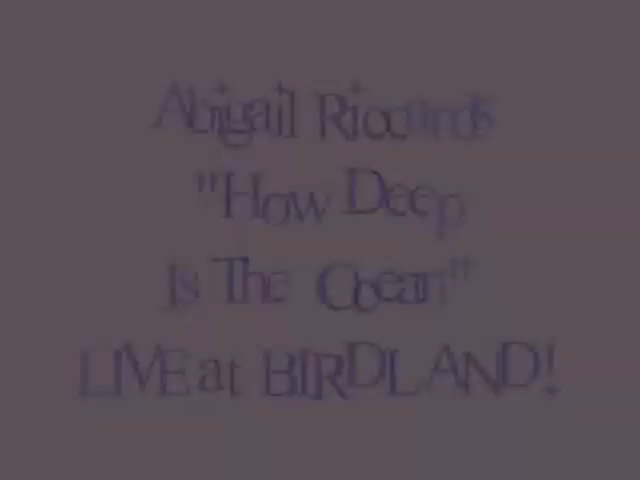 Abigail Riccards
"How Deep
Is The Ocean"
LIVE at BIRDLAND!